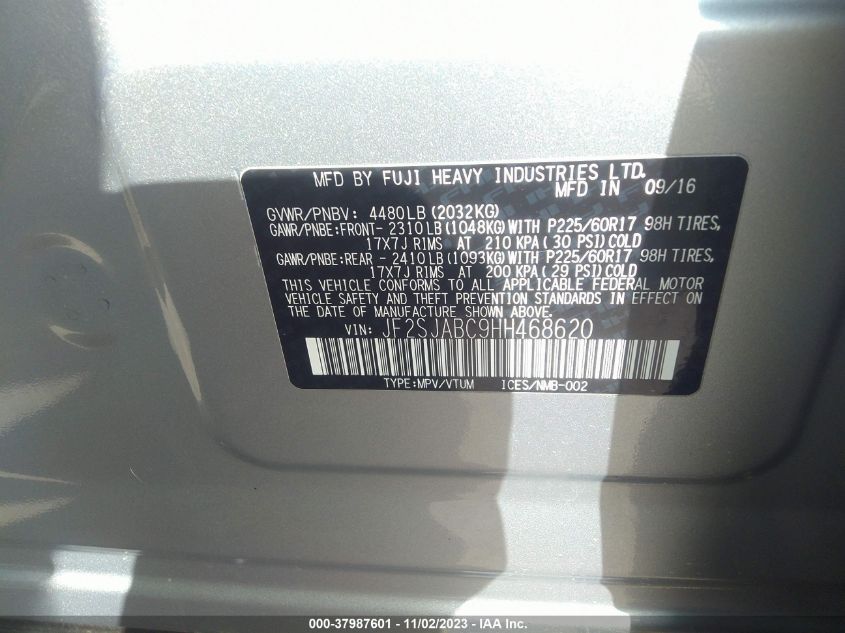 MFD BY FUJI HEAVY INDUSTRIES LTD.
MFD IN 09/16
GVWR/PNBV: 4480LB(2032KG)
GAWR/PNBE:FRONT- 2310LB(1048KG)WITH P225/60R17 98H TIRES,
17X7J RIMS AT 210 KPA( 30 PSI)COLD
GAWR/PNBE:REAR - 2410LB(1093KG)WITH P225/60R17 98H TIRES,
17X7J RIMS AT 200 KPA(29 PSI)COLD
THIS VEHICLE CONFORMS TO ALL APPLICABLE FEDERAL MOTOR
VEHICLE SAFETY AND THEFT PREVENTION STANDARDS IN EFFECT ON
THE DATE OF MANUFACTURE SHOWN ABOVE.
VIN: JF2SJABC9HH468620
TYPE:MPV/VTUM ICES/NMB-002
000-37987601 - 11/02/2023 - IAA Inc.